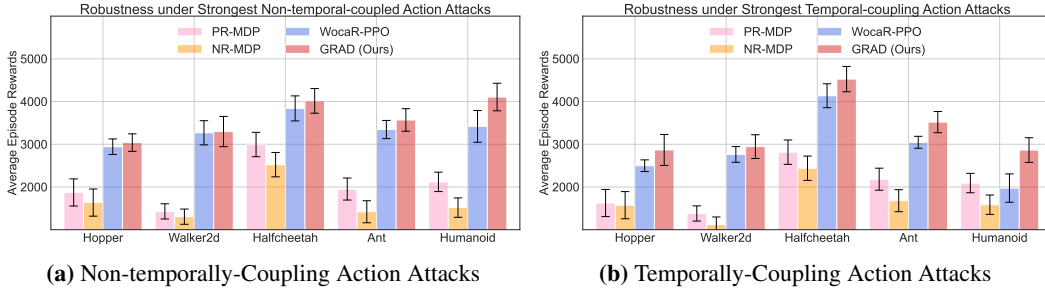 Robustness under Strongest Non-temporal-coupled Action Attacks
PR-MDP
WocaR-PPO
NR-MDP
GRAD (Ours)
Average Episode Rewards
5000
4000
3000
2000
Hopper
Walker2d
Halfcheetah
Ant
Humanoid
(a) Non-temporally-Coupling Action Attacks
Robustness under Strongest Temporal-coupling Action Attacks
PR-MDP
WocaR-PPO
NR-MDP
GRAD (Ours)
Average Episode Rewards
5000
4000
3000
2000
Hopper
Walker2d
Halfcheetah
Ant
Humanoid
(b) Temporally-Coupling Action Attacks